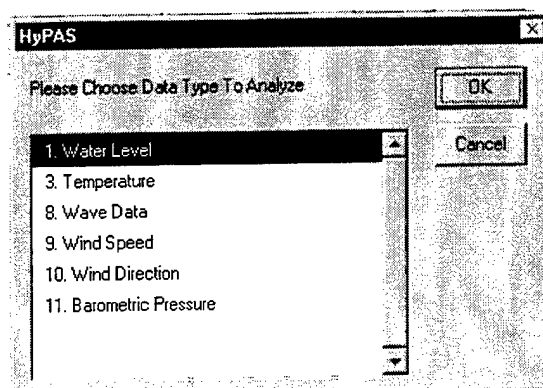 HyPAS
Please Choose Data Type To Analyze
OK
Cancel
1. Water Level
3. Temperature
8. Wave Data
9. Wind Speed
10. Wind Direction
11. Barometric Pressure